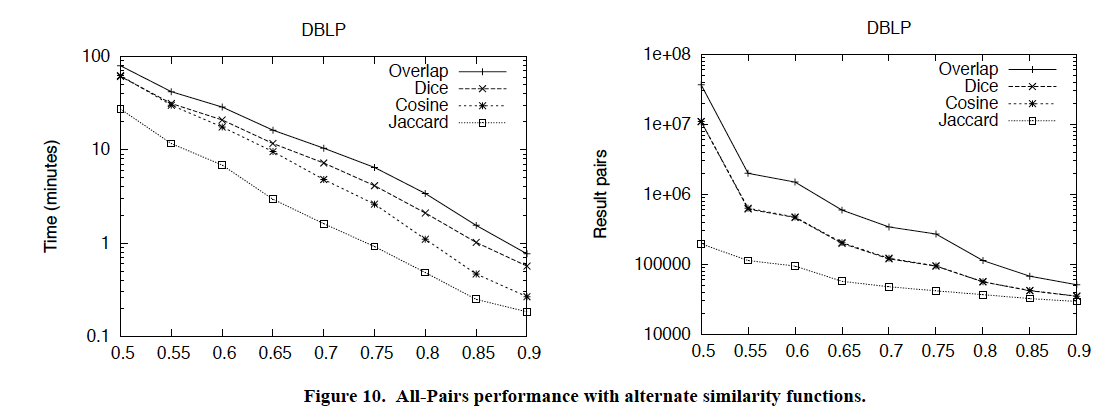 DBLP
100
10
1
0.1
Time (minutes)
Overlap
Dice
Cosine
Jaccard
0.5 0.55 0.6 0.65 0.7 0.75 0.8 0.85 0.9
DBLP
1e+08
1e+07
1e+06
100000
10000
Result pairs
Overlap
Dice
Cosine
Jaccard
0.5 0.55 0.6 0.65 0.7 0.75 0.8 0.85 0.9
Figure 10. All-Pairs performance with alternate similarity functions.